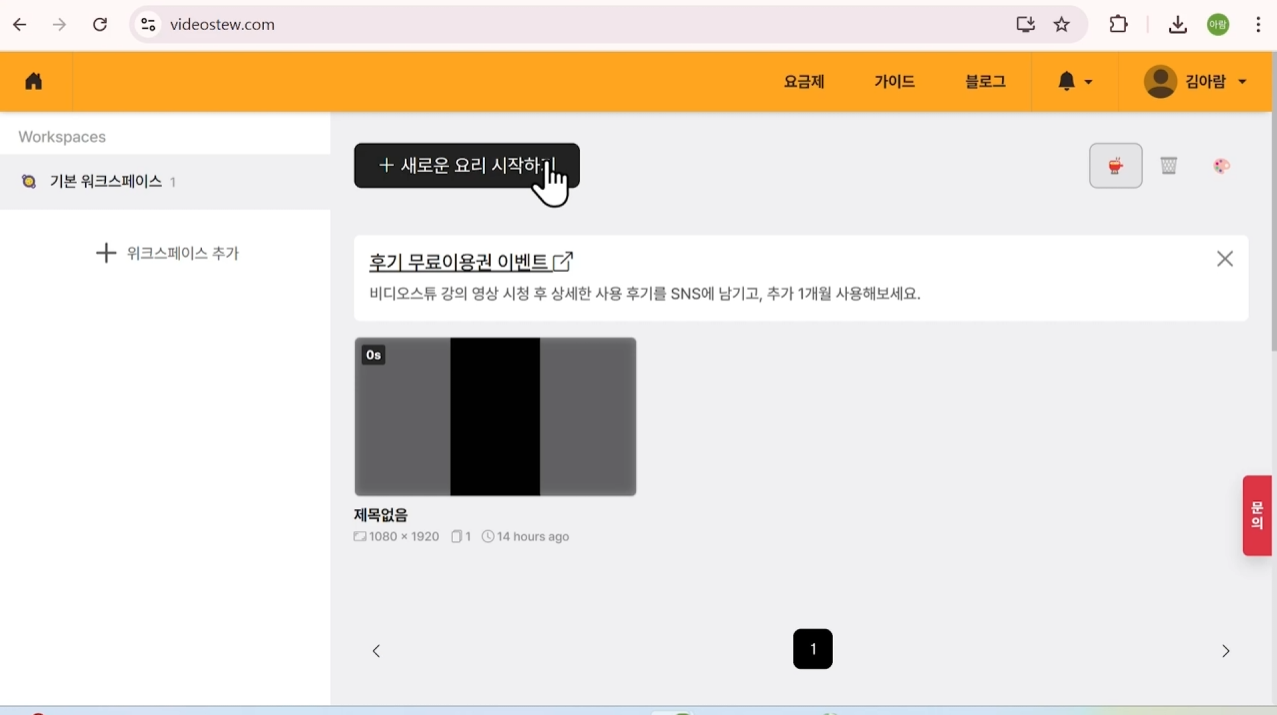 videostew.com
아람
요금제
가이드
블로그
김아람
Workspaces
기본 워크스페이스 1
워크스페이스 추가
+ 새로운 요리 시작하기
후기 무료이용권 이벤트
비디오스튜 강의 영상 시청 후 상세한 사용 후기를 SNS에 남기고, 추가 1개월 사용해보세요.
0s
제목없음
1080 × 1920 1 14 hours ago
문의
1